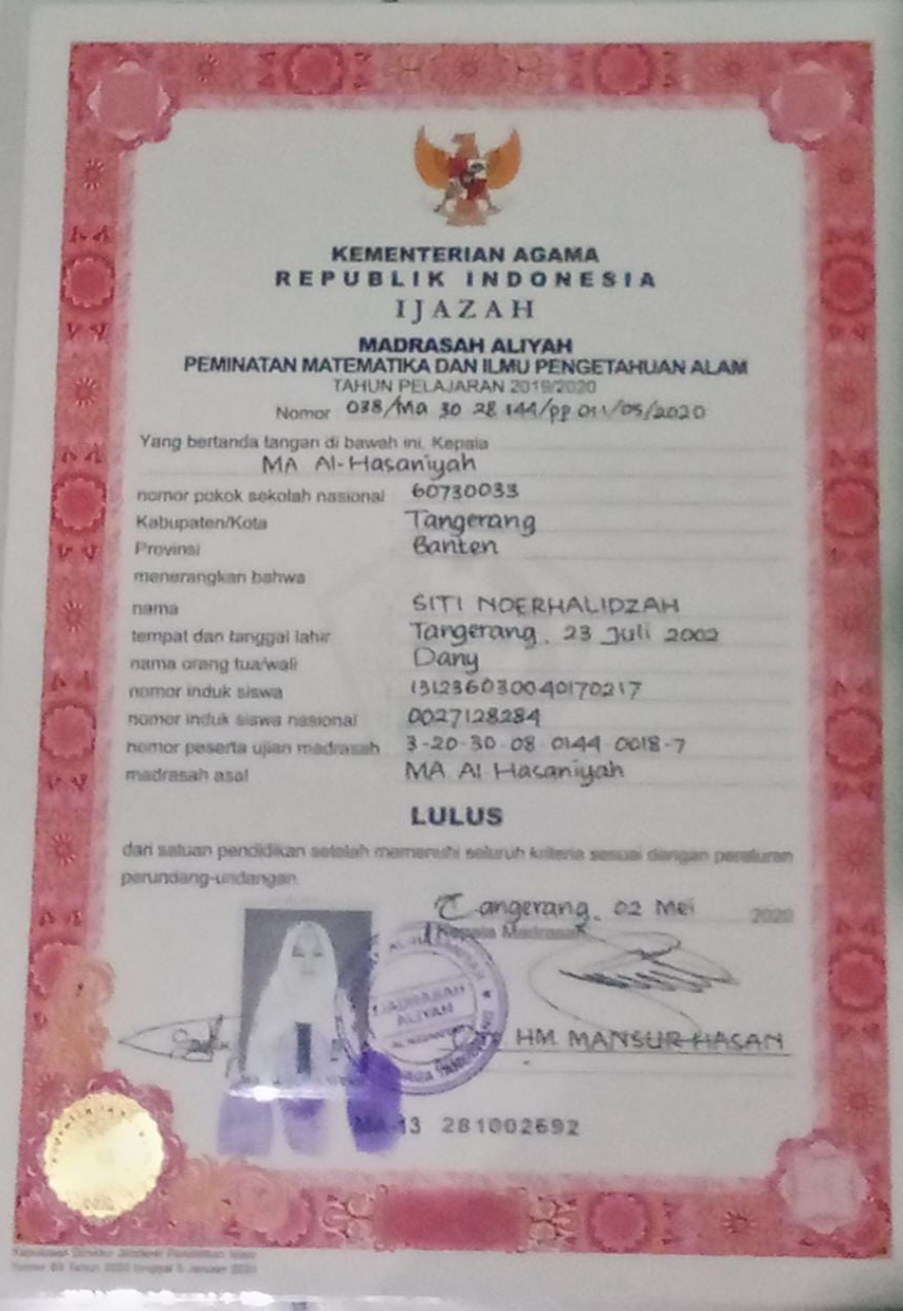 KEMENTERIAN AGAMA
REPUBLIK INDONESIA
IJAZAH
MADRASAH ALIYAH
PEMINATAN MATEMATIKA DAN ILMU PENGETAHUAN ALAM
TAHUN PELAJARAN 2019/2020
Nomor 038/Ma 30 28 144/pp 011/05/2020
Yang bertanda tangan di bawah ini, Kepala
MA Al-Hasaniyah
nomor pokok sekolah nasional 60730033
Kabupaten/Kota Tangerang
Provinsi Banten
menerangkan bahwa
nama SITI NOERHALIDZAH
tempat dan tanggal lahir Tangerang, 23 Juli 2002
nama orang tua/wali Dany
nomor induk siswa 131236030040170217
nomor induk siswa nasional 0027128284
nomor peserta ujian madrasah 3-20-30-08-0144-0018-7
madrasah asal MA Al Hasaniyah
LULUS
dari satuan pendidikan setelah memenuhi seluruh kriteria sesuai dengan peraturan
perundang-undangan.
Tangerang, 02 Mei 2020
Kepala Madrasah
MADRASAH
ALIYAH
HM. MANSUR HASAN
MA-13 281002692